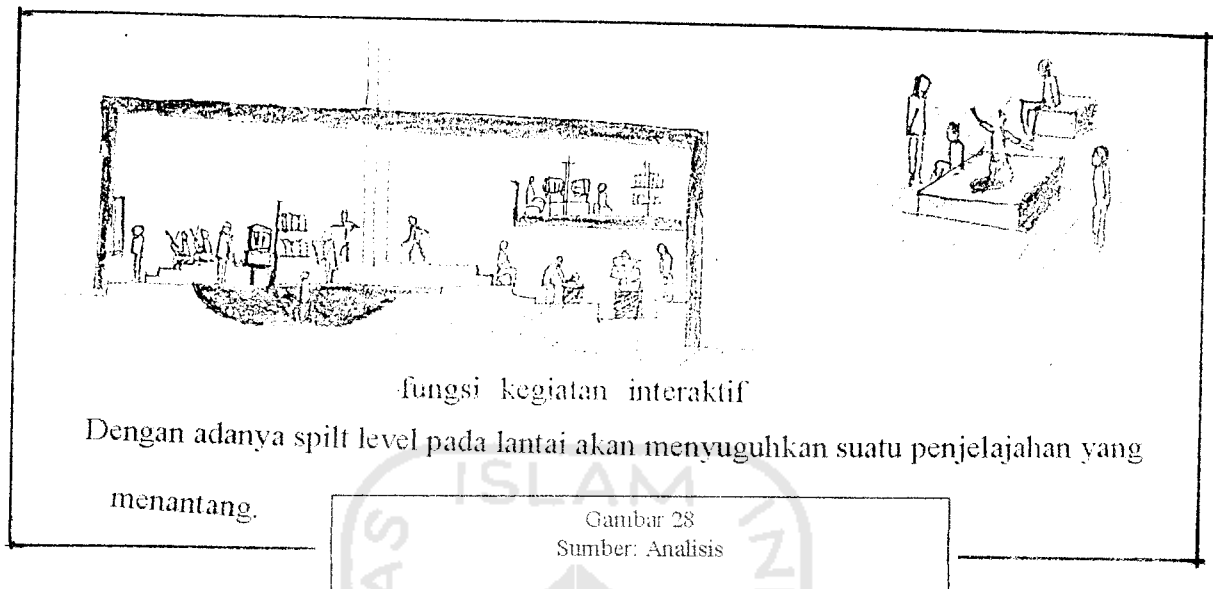 fungsi kegiatan interaktif
Dengan adanya spilt level pada lantai akan menyuguhkan suatu penjelajahan yang
menantang.
Gambar 28
Sumber: Analisis
ISLAM